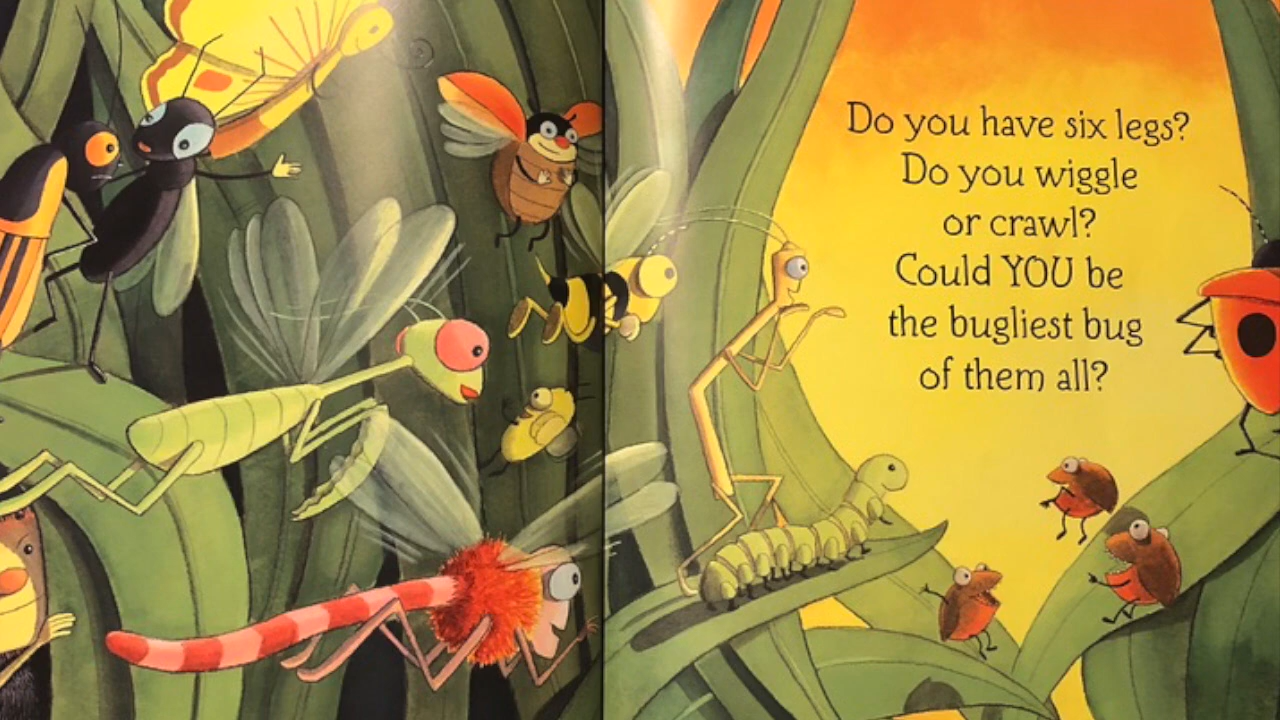 Do you have six legs?
Do you wiggle
or crawl?
Could YOU be
the bugliest bug
of them all?